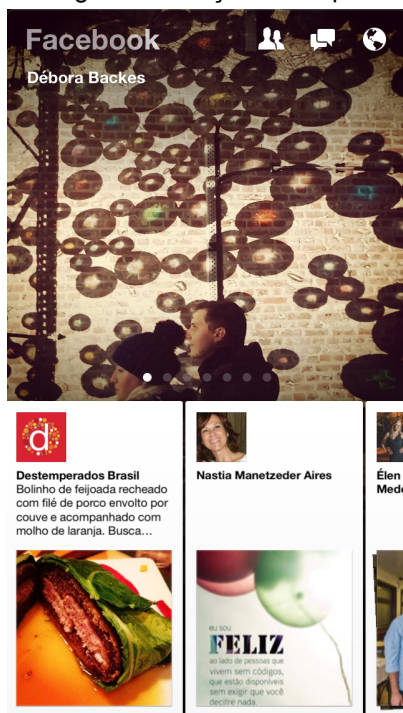 Facebook
Débora Backes
d
Destemperados Brasil
Bolinho de feijoada recheado
com filé de porco envolto por
couve e acompanhado com
molho de laranja. Busca...
Nastia Manetzeder Aires
eu sou
FELIZ
ao lado de pessoas que
vivem sem códigos,
que estão disponíveis
sem exigir que você
decifre nada.
Élen